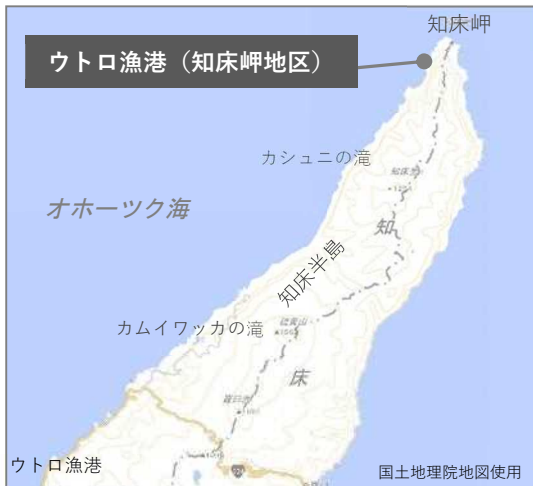 知床岬
ウトロ漁港（知床岬地区）
カシュニの滝
オホーツク海
知
知床半島
カムイワッカの滝
床
ウトロ漁港
国土地理院地図使用